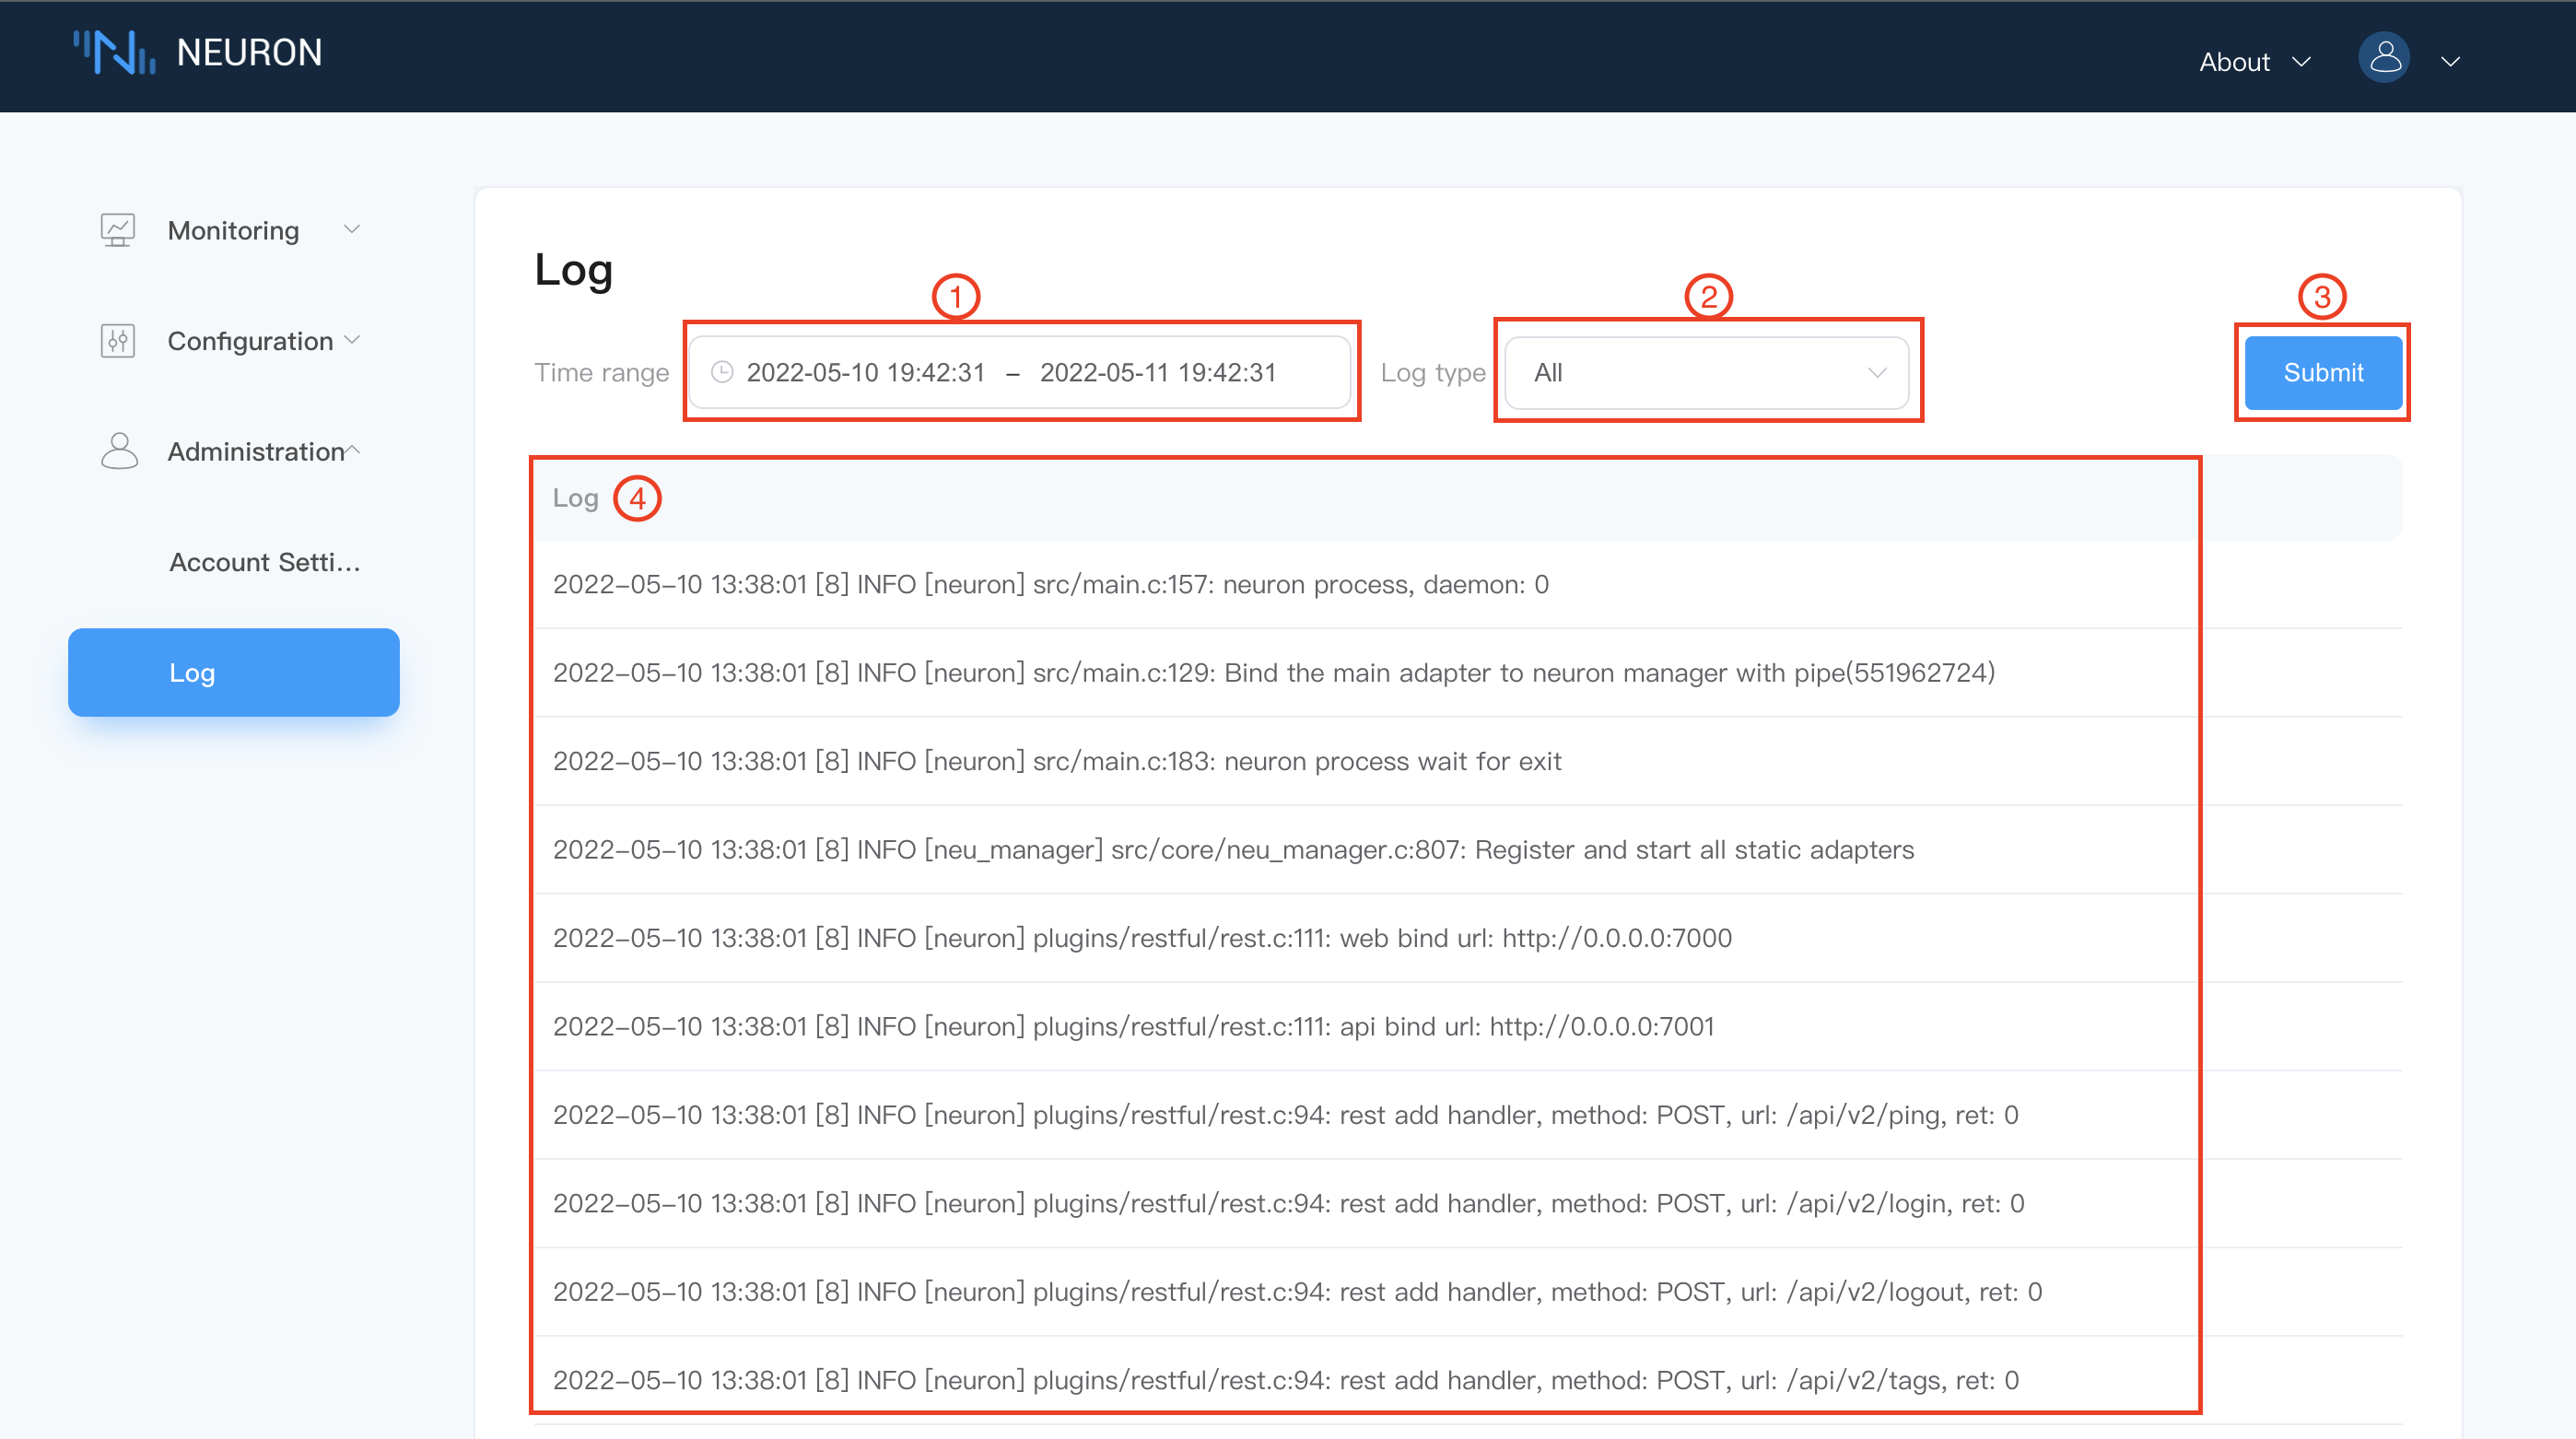 NEURON
About
Monitoring
Configuration
Administration
Account Setti...
Log
Log
1
2
3
Time range 2022-05-10 19:42:31 – 2022-05-11 19:42:31 Log type All Submit
Log 4
2022-05-10 13:38:01 [8] INFO [neuron] src/main.c:157: neuron process, daemon: 0
2022-05-10 13:38:01 [8] INFO [neuron] src/main.c:129: Bind the main adapter to neuron manager with pipe(551962724)
2022-05-10 13:38:01 [8] INFO [neuron] src/main.c:183: neuron process wait for exit
2022-05-10 13:38:01 [8] INFO [neu_manager] src/core/neu_manager.c:807: Register and start all static adapters
2022-05-10 13:38:01 [8] INFO [neuron] plugins/restful/rest.c:111: web bind url: http://0.0.0.0:7000
2022-05-10 13:38:01 [8] INFO [neuron] plugins/restful/rest.c:111: api bind url: http://0.0.0.0:7001
2022-05-10 13:38:01 [8] INFO [neuron] plugins/restful/rest.c:94: rest add handler, method: POST, url: /api/v2/ping, ret: 0
2022-05-10 13:38:01 [8] INFO [neuron] plugins/restful/rest.c:94: rest add handler, method: POST, url: /api/v2/login, ret: 0
2022-05-10 13:38:01 [8] INFO [neuron] plugins/restful/rest.c:94: rest add handler, method: POST, url: /api/v2/logout, ret: 0
2022-05-10 13:38:01 [8] INFO [neuron] plugins/restful/rest.c:94: rest add handler, method: POST, url: /api/v2/tags, ret: 0